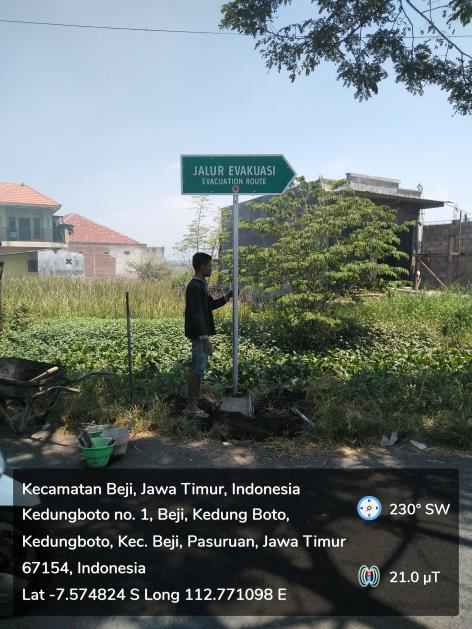 JALUR EVAKUASI
EVACUATION ROUTE
Kecamatan Beji, Jawa Timur, Indonesia
Kedungboto no. 1, Beji, Kedung Boto,
Kedungboto, Kec. Beji, Pasuruan, Jawa Timur
67154, Indonesia
Lat -7.574824 S Long 112.771098 E
230° SW
21.0 µT